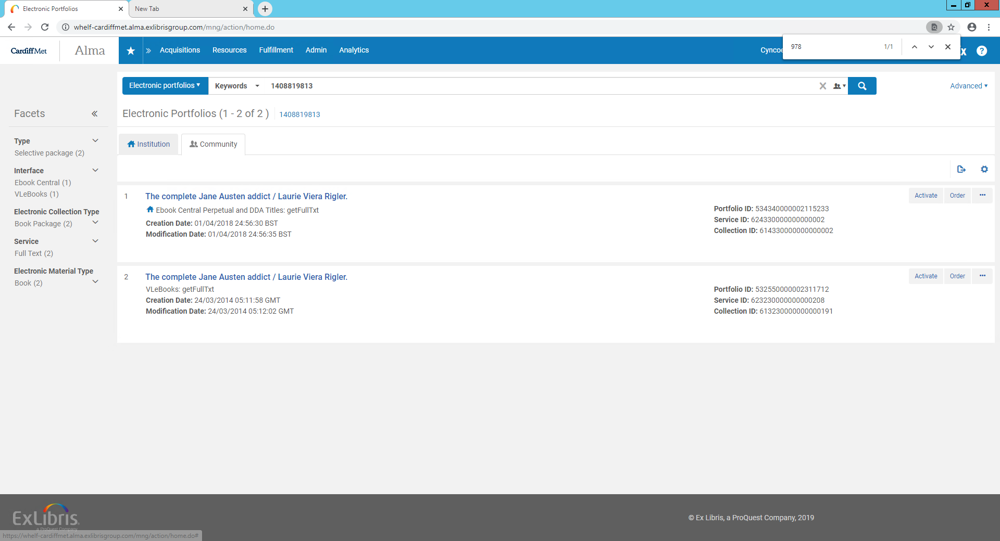 Electronic Portfolios
New Tab
whelf-cardiffmet.alma.exlibrisgroup.com/mng/action/home.do
978
1/1
CardiffMet
Alma
Acquisitions
Resources
Fulfillment
Admin
Analytics
Cyncoe
Electronic portfolios
Keywords
1408819813
Advanced
Facets
Electronic Portfolios (1 - 2 of 2 )
1408819813
Institution
Community
Type
Selective package (2)
Interface
Ebook Central (1)
VLeBooks (1)
Electronic Collection Type
Book Package (2)
Service
Full Text (2)
Electronic Material Type
Book (2)
1
The complete Jane Austen addict / Laurie Viera Rigler.
Activate
Order
Ebook Central Perpetual and DDA Titles: getFullTxt
Creation Date: 01/04/2018 24:56:30 BST
Modification Date: 01/04/2018 24:56:35 BST
Portfolio ID: 534340000002115233
Service ID: 624330000000000002
Collection ID: 614330000000000002
2
The complete Jane Austen addict / Laurie Viera Rigler.
Activate
Order
VLeBooks: getFullTxt
Creation Date: 24/03/2014 05:11:58 GMT
Modification Date: 24/03/2014 05:12:02 GMT
Portfolio ID: 532550000002311712
Service ID: 623230000000000208
Collection ID: 613230000000000191
ExLibris
a ProQuest Company
© Ex Libris, a ProQuest Company, 2019
https://whelf-cardiffmet.alma.exlibrisgroup.com/mng/action/home.do#